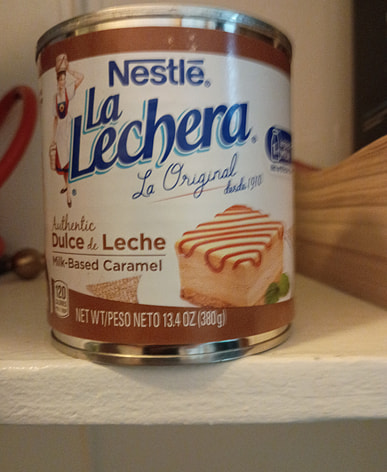 Nestlé®
La
Lechera®
La Original
desde 1970
Authentic
Dulce de Leche
Milk-Based Caramel
120
NET WT/PESO NETO 13.4 OZ (380g)